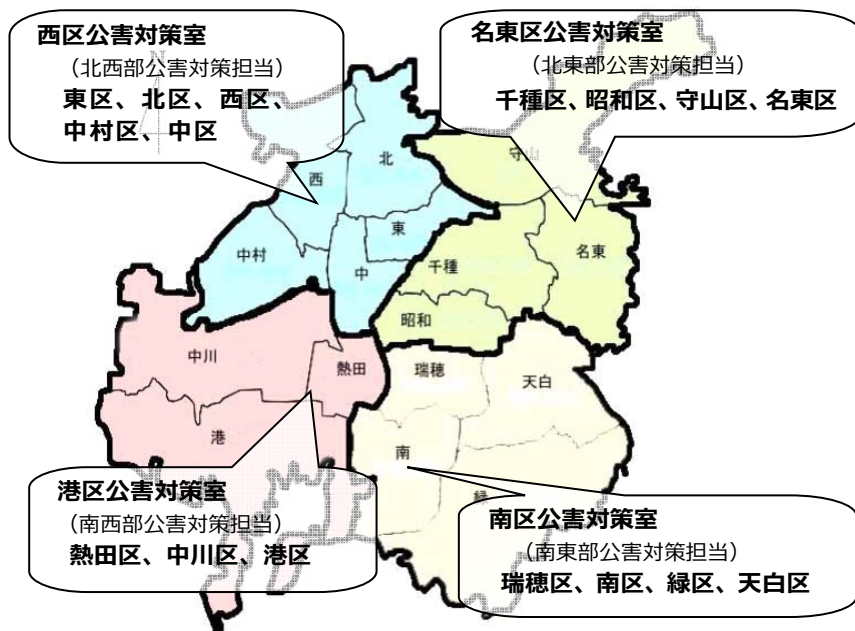 西区公害対策室
（北西部公害対策担当）
東区、北区、西区、
中村区、中区
名東区公害対策室
（北東部公害対策担当）
千種区、昭和区、守山区、名東区
守山
北
西
東
中村
中
千種
名東
昭和
中川
熱田
瑞穂
天白
港
南
緑
港区公害対策室
（南西部公害対策担当）
熱田区、中川区、港区
南区公害対策室
（南東部公害対策担当）
瑞穂区、南区、緑区、天白区